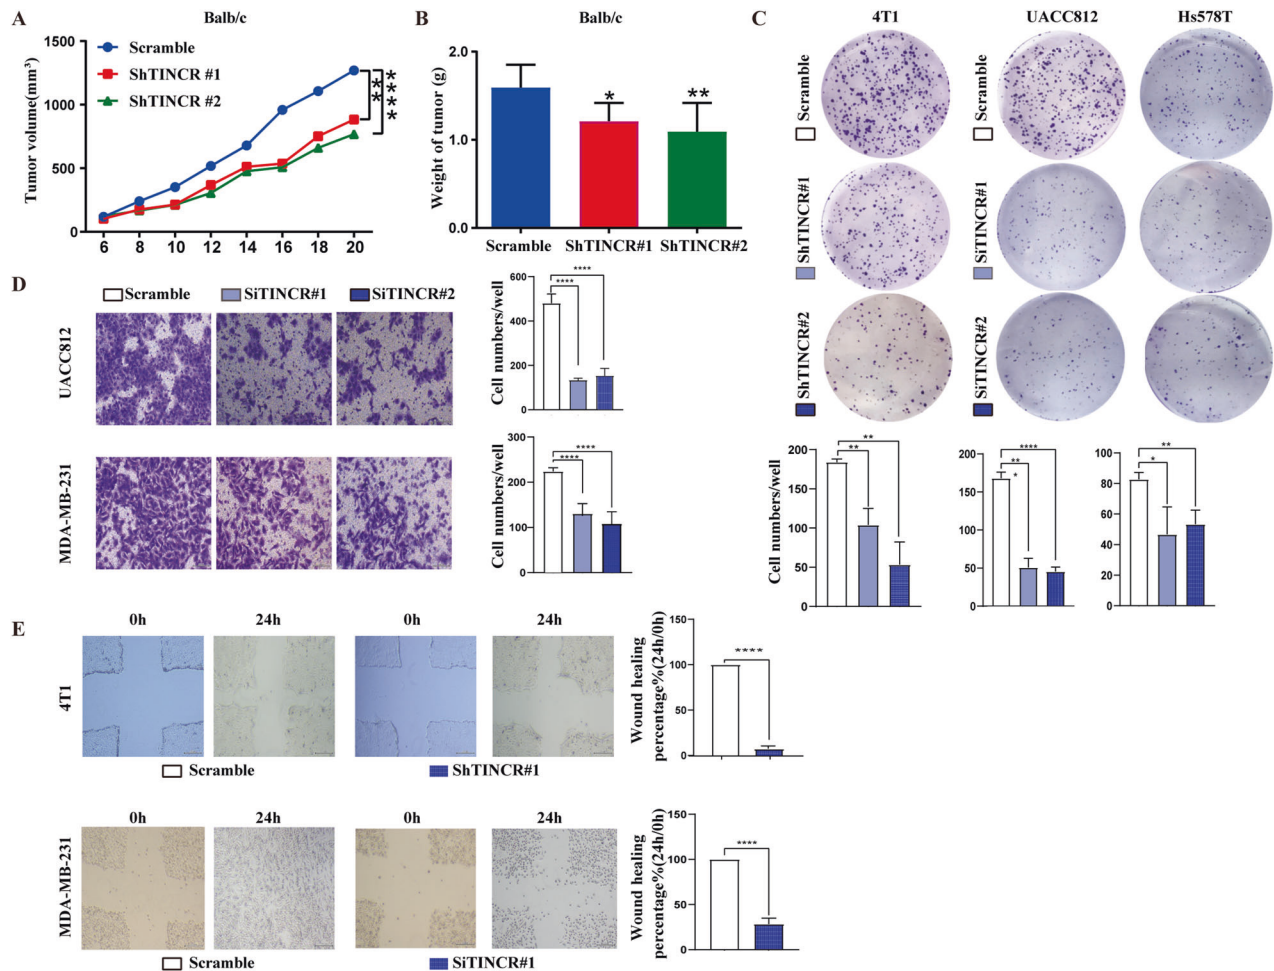 A
Balb/c
Tumor volume(mm³)
1500
1000
500
0
Scramble
ShTINCR #1
ShTINCR #2
**
****
6 8 10 12 14 16 18 20
B
Balb/c
Weight of tumor (g)
2.0
1.0
0.0
*
**
Scramble ShTINCR#1 ShTINCR#2
C
4T1 UACC812 Hs578T
Scramble
ShTINCR#1
ShTINCR#2
Scramble
SiTINCR#1
SiTINCR#2
Cell numbers/well
200
150
100
50
0
**
**
200
150
100
50
0
****
**
*
100
80
60
40
20
0
**
*
D
Scramble SiTINCR#1 SiTINCR#2
UACC812
MDA-MB-231
Cell numbers/well
600
400
200
0
****
****
Cell numbers/well
300
200
100
0
****
****
E
0h 24h 0h 24h
4T1
Scramble ShTINCR#1
Wound healing
percentage%(24h/0h)
150
100
50
0
****
0h 24h 0h 24h
MDA-MB-231
Scramble SiTINCR#1
Wound healing
percentage%(24h/0h)
150
100
50
0
****